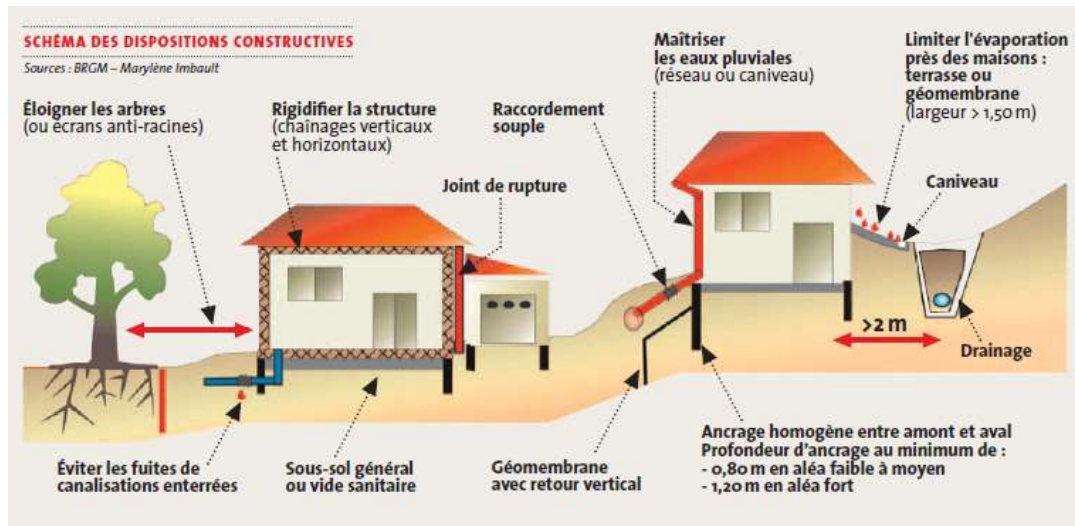 SCHÉMA DES DISPOSITIONS CONSTRUCTIVES
Sources : BRGM – Marylène Imbault
Éloigner les arbres
(ou écrans anti-racines)
Rigidifier la structure
(chaînages verticaux
et horizontaux)
Joint de rupture
Raccordement
souple
Maîtriser
les eaux pluviales
(réseau ou caniveau)
Limiter l'évaporation
près des maisons :
terrasse ou
géomembrane
(largeur > 1,50 m)
Caniveau
>2 m
Drainage
Éviter les fuites de
canalisations enterrées
Sous-sol général
ou vide sanitaire
Géomembrane
avec retour vertical
Ancrage homogène entre amont et aval
Profondeur d'ancrage au minimum de :
- 0,80 m en aléa faible à moyen
- 1,20 m en aléa fort